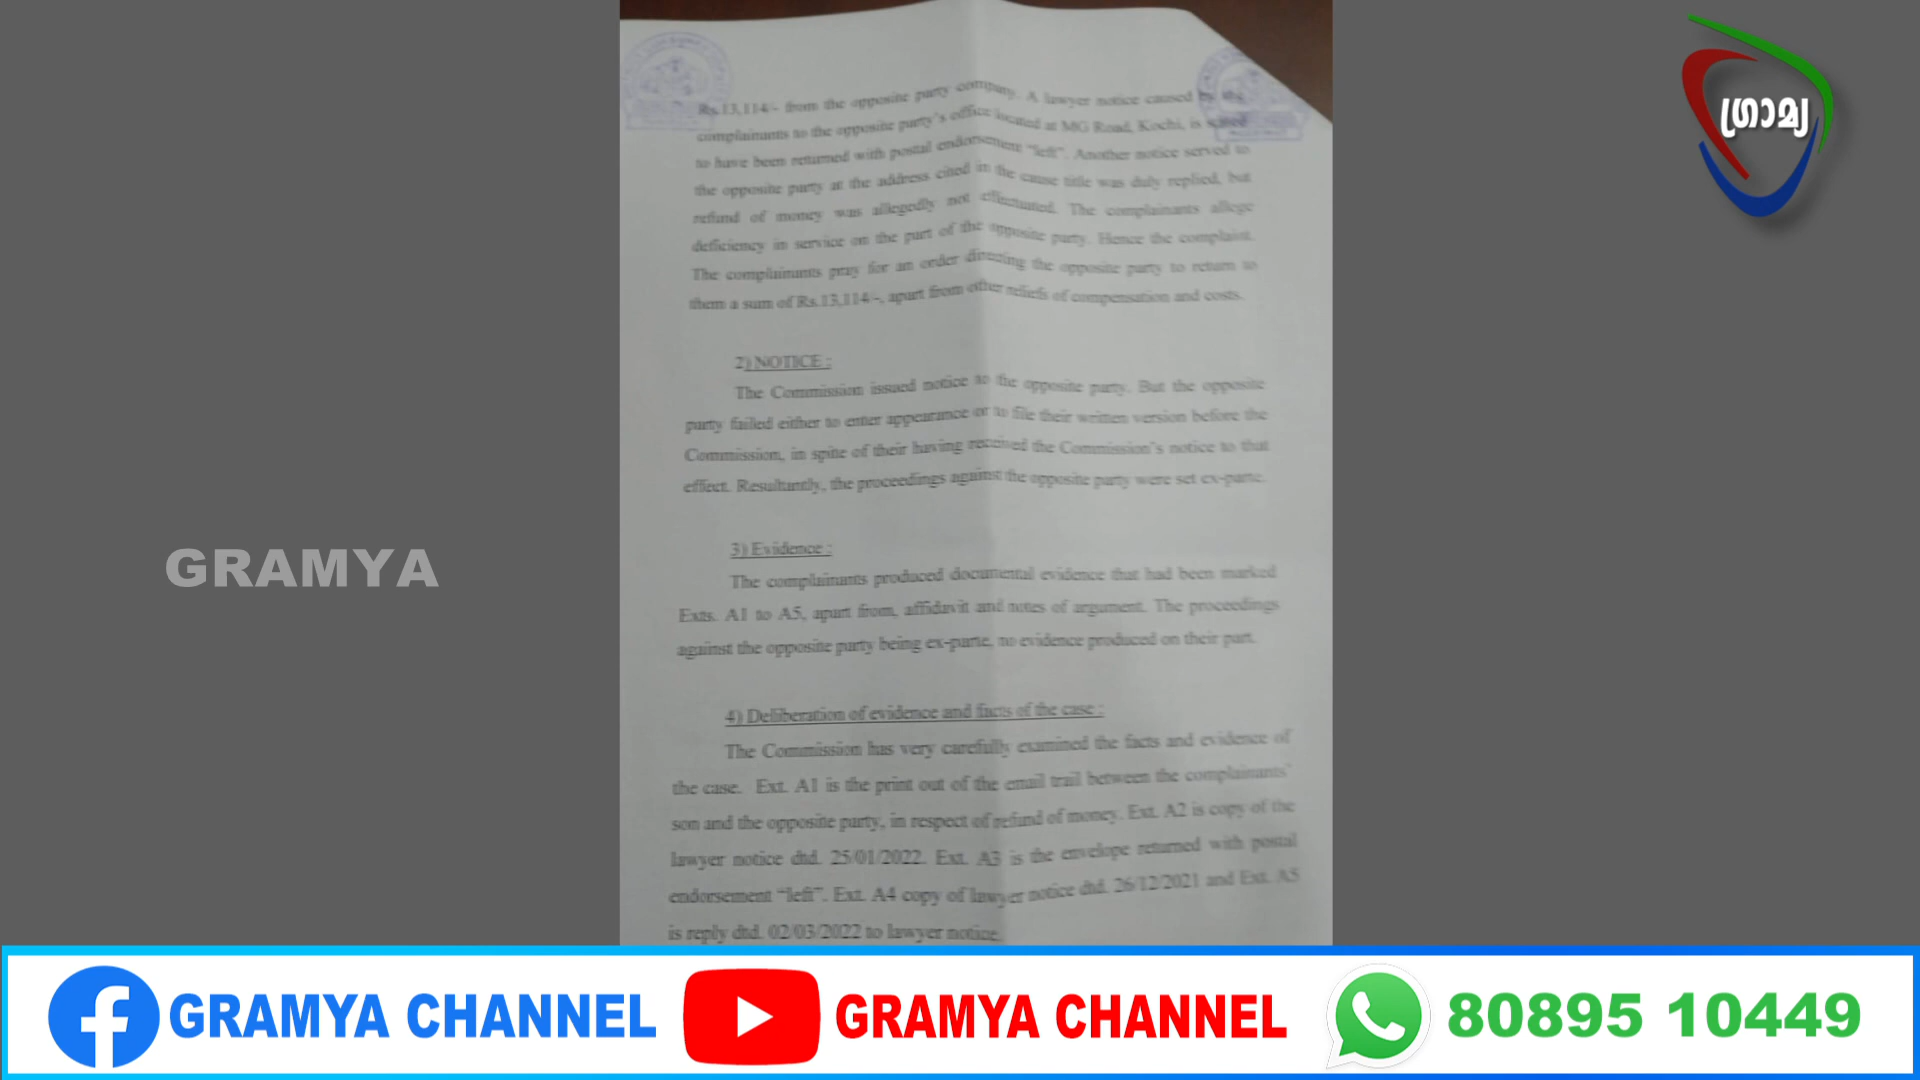 Rs.13,114/- from the opposite party company. A lawyer notice caused by the
complainants to the opposite party's office located at MG Road, Kochi, is stated
to have been returned with postal endorsement "left". Another notice served to
the opposite party at the address cited in the cause title was duly replied, but
refund of money was allegedly not effectuated. The complainants allege
deficiency in service on the part of the opposite party. Hence the complaint.
The complainants pray for an order directing the opposite party to return to
them a sum of Rs.13,114/-, apart from other reliefs of compensation and costs.
2) NOTICE :
The Commission issued notice to the opposite party. But the opposite
party failed either to enter appearance or to file their written version before the
Commission, in spite of their having received the Commission's notice to that
effect. Resultantly, the proceedings against the opposite party were set ex-parte.
3) Evidence :
The complainants produced documental evidence that had been marked
Exts. A1 to A5, apart from, affidavit and notes of argument. The proceedings
against the opposite party being ex-parte, no evidence produced on their part.
4) Deliberation of evidence and facts of the case :
The Commission has very carefully examined the facts and evidence of
the case. Ext. A1 is the print out of the email trail between the complainants'
son and the opposite party, in respect of refund of money. Ext. A2 is copy of the
lawyer notice dtd. 25/01/2022. Ext. A3 is the envelope returned with postal
endorsement "left". Ext. A4 copy of lawyer notice dtd. 26/12/2021 and Ext. A5
is reply dtd. 02/03/2022 to lawyer notice.
ഗ്രാമ്യ
GRAMYA
GRAMYA CHANNEL
GRAMYA CHANNEL
80895 10449